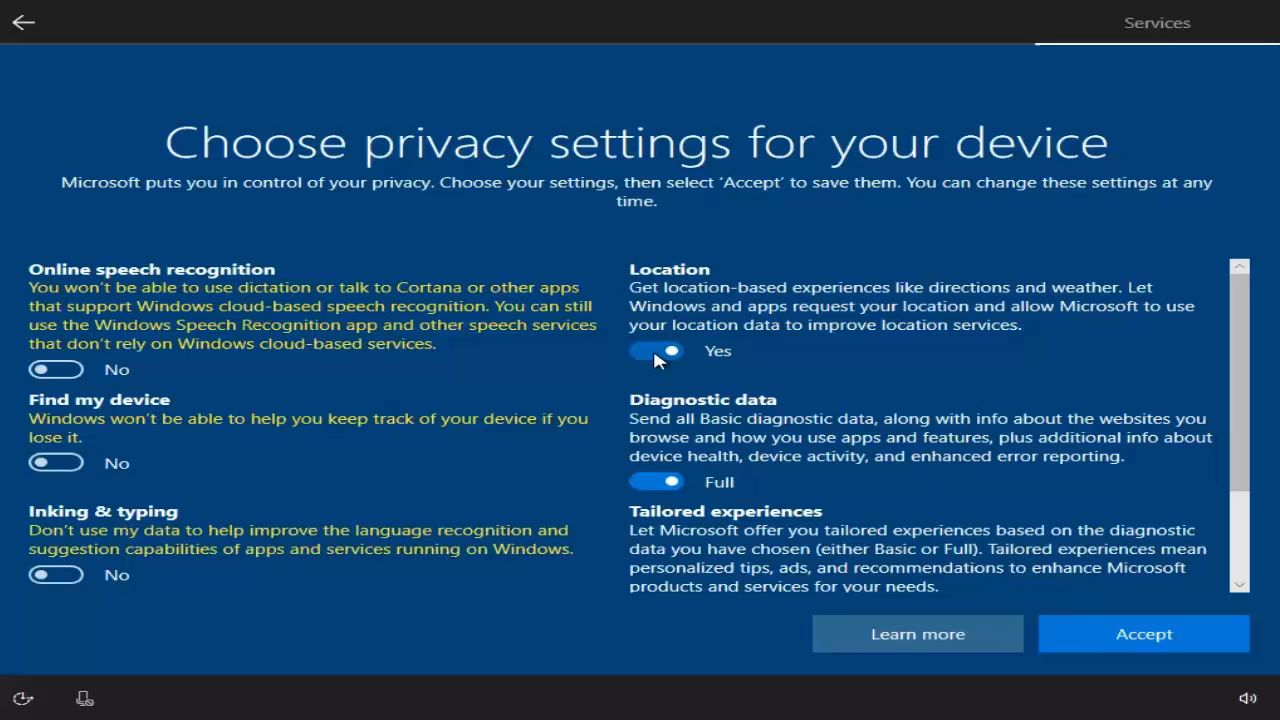 Services
Choose privacy settings for your device
Microsoft puts you in control of your privacy. Choose your settings, then select ‘Accept’ to save them. You can change these settings at any
time.
Online speech recognition
You won’t be able to use dictation or talk to Cortana or other apps
that support Windows cloud-based speech recognition. You can still
use the Windows Speech Recognition app and other speech services
that don’t rely on Windows cloud-based services.
No
Find my device
Windows won’t be able to help you keep track of your device if you
lose it.
No
Inking & typing
Don’t use my data to help improve the language recognition and
suggestion capabilities of apps and services running on Windows.
No
Location
Get location-based experiences like directions and weather. Let
Windows and apps request your location and allow Microsoft to use
your location data to improve location services.
Yes
Diagnostic data
Send all Basic diagnostic data, along with info about the websites you
browse and how you use apps and features, plus additional info about
device health, device activity, and enhanced error reporting.
Full
Tailored experiences
Let Microsoft offer you tailored experiences based on the diagnostic
data you have chosen (either Basic or Full). Tailored experiences mean
personalized tips, ads, and recommendations to enhance Microsoft
products and services for your needs.
Learn more
Accept